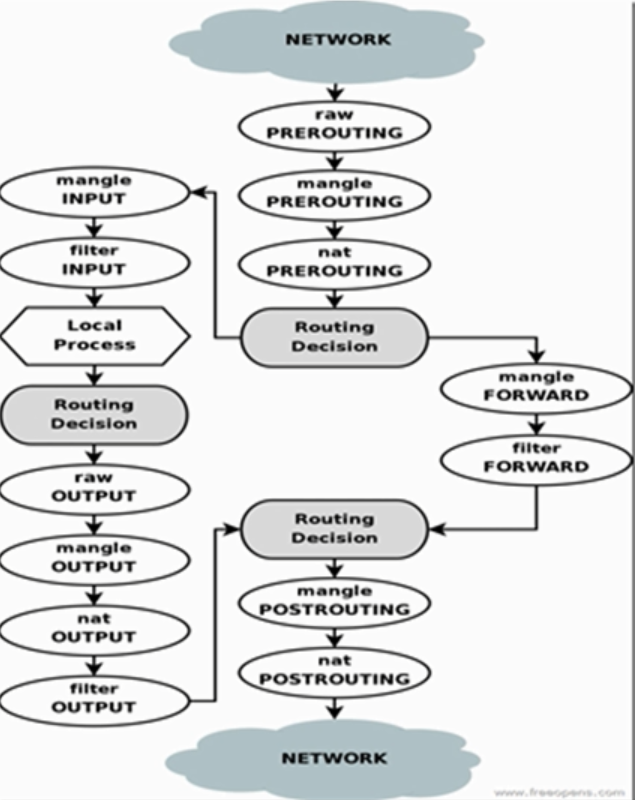 NETWORK
raw
PREROUTING
mangle
PREROUTING
nat
PREROUTING
Routing
Decision
mangle
INPUT
filter
INPUT
Local
Process
Routing
Decision
raw
OUTPUT
mangle
OUTPUT
nat
OUTPUT
filter
OUTPUT
mangle
FORWARD
filter
FORWARD
Routing
Decision
mangle
POSTROUTING
nat
POSTROUTING
NETWORK
www.freeopens.com